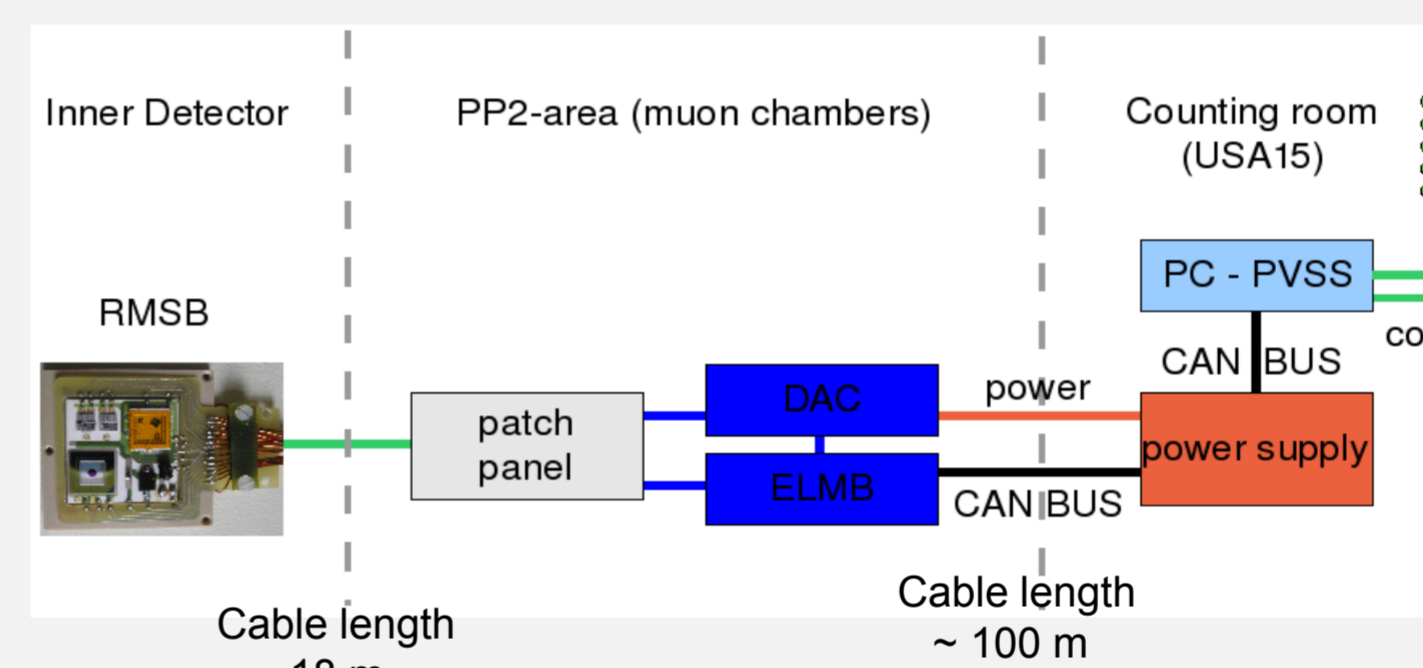 Inner Detector
PP2-area (muon chambers)
Counting room
(USA15)
RMSB
PC - PVSS
CAN BUS
patch
panel
DAC
ELMB
power
CAN BUS
power supply
Cable length
Cable length
~ 100 m